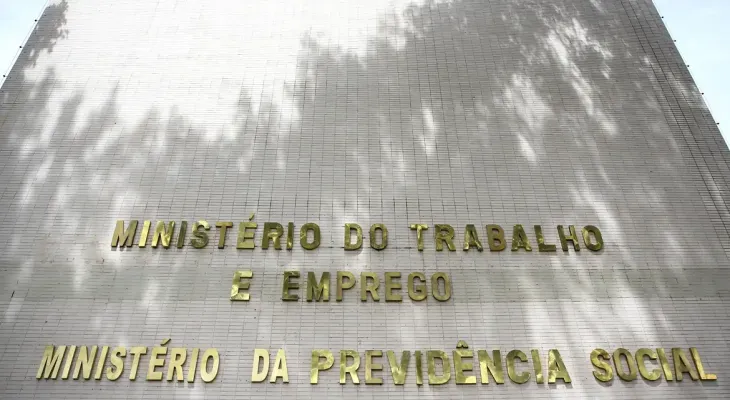 MINISTÉRIO DO TRABALHO
E EMPREGO
MINISTÉRIO DA PREVIDÊNCIA SOCIAL